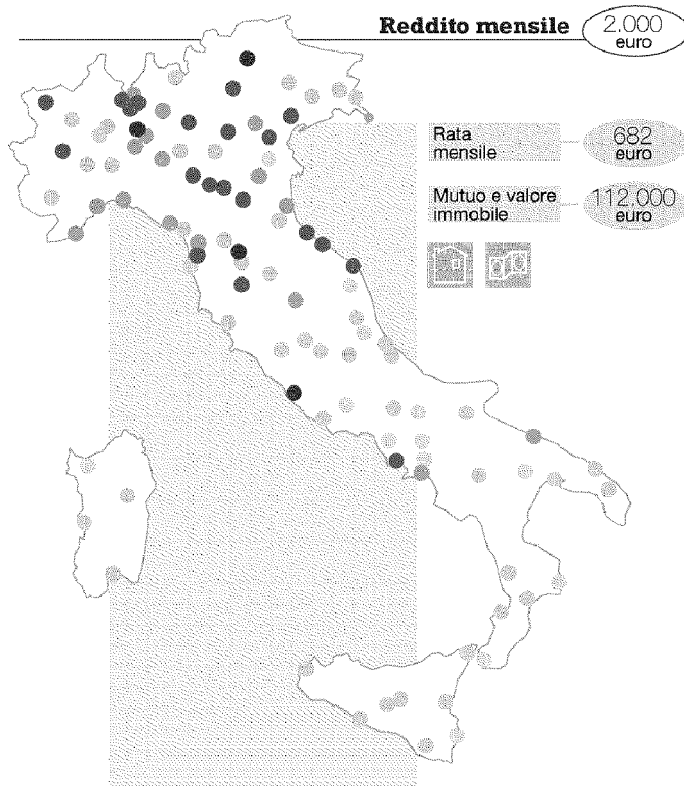 Reddito mensile
2.000
euro
Rata
mensile
682
euro
Mutuo e valore
immobile
112.000
euro